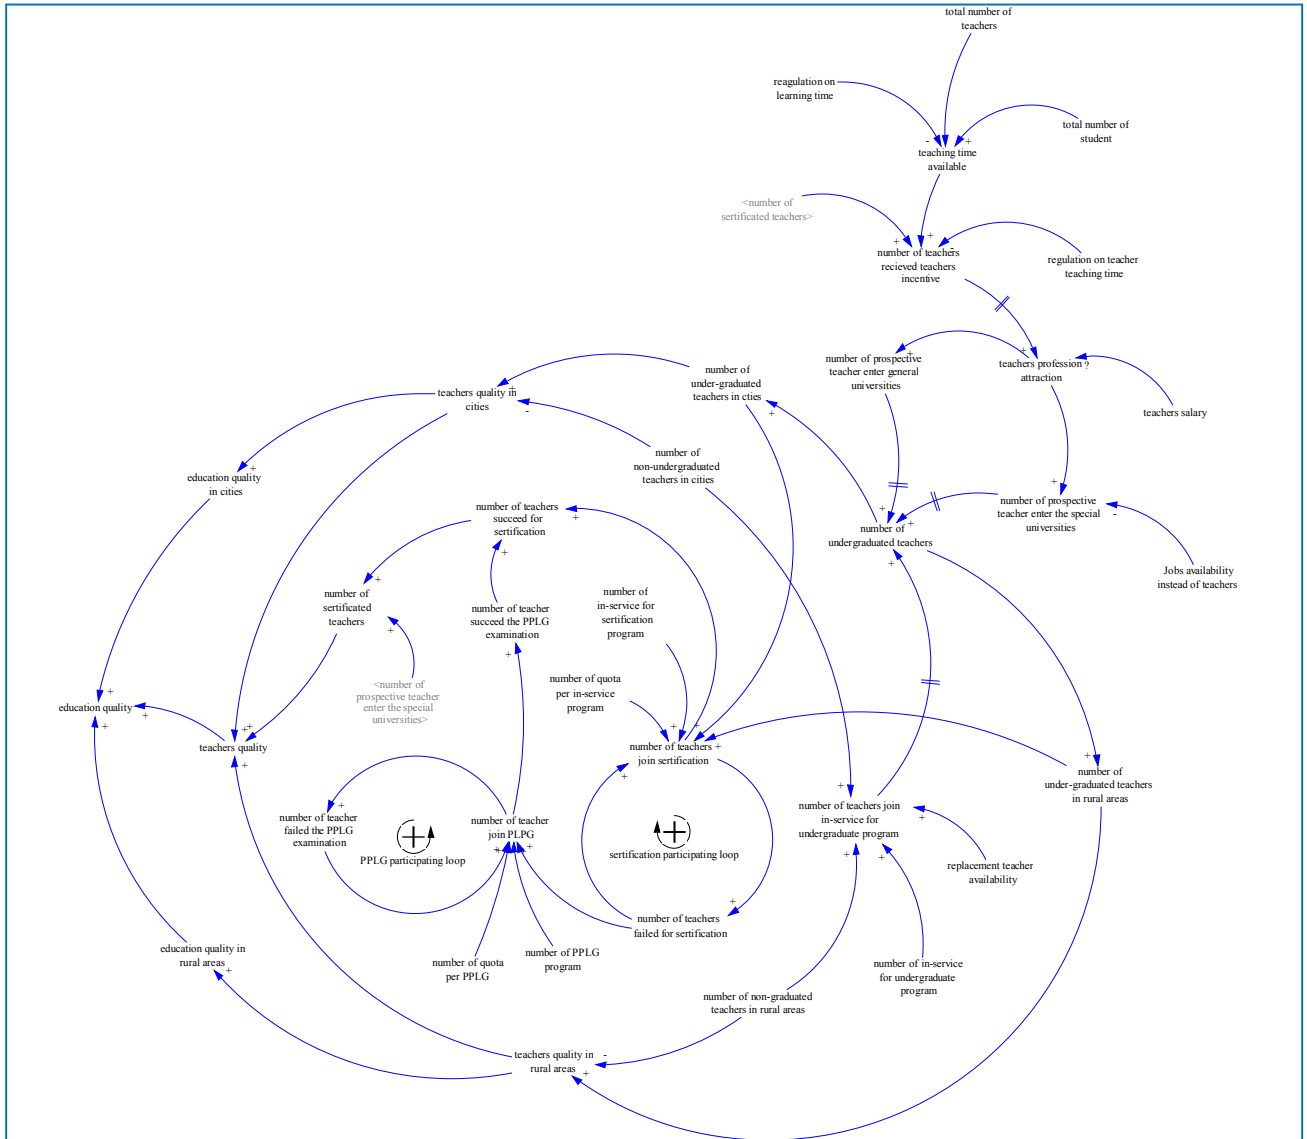 total number of
teachers
reagulation on
learning time
total number of
student
-
+
teaching time
available
<number of
sertificated teachers>
+
+
-
number of teachers
recieved teachers
incentive
regulation on teacher
teaching time
number of prospective
teacher enter general
universities
+
+
teachers profession
attraction
?
teachers salary
number of
under-graduated
teachers in cties
+
teachers quality in
cities
+
-
number of
non-undergraduated
teachers in cities
education quality
in cities
+
number of teachers
succeed for
sertification
+
+
number of prospective
teacher enter the special
universities
+
-
number of
undergraduated teachers
+
+
+
Jobs availability
instead of teachers
number of
sertificated
teachers
+
+
number of teacher
succeed the PPLG
examination
+
number of
in-service for
sertification
program
<number of
prospective teacher
enter the special
universities>
number quota
per in-service
program
education quality
+
+
+
teachers quality
+
+
+
number of teachers
join sertification
+
+
+
+
+
number of
under-graduated teachers
in rural areas
+
number of teachers join
in-service for
undergraduate program
+
+
+
+
number of teacher
failed the PPLG
examination
+
PPLG participating loop
number of teacher
join PLPG
+
+
+
sertification participating loop
replacement teacher
availability
number of teachers
failed for sertification
+
education quality in
rural areas
+
number of quota
per PPLG
number of PPLG
program
number of in-service
for undergraduate
program
number of non-graduated
teachers in rural areas
teachers quality in
rural areas
-
+